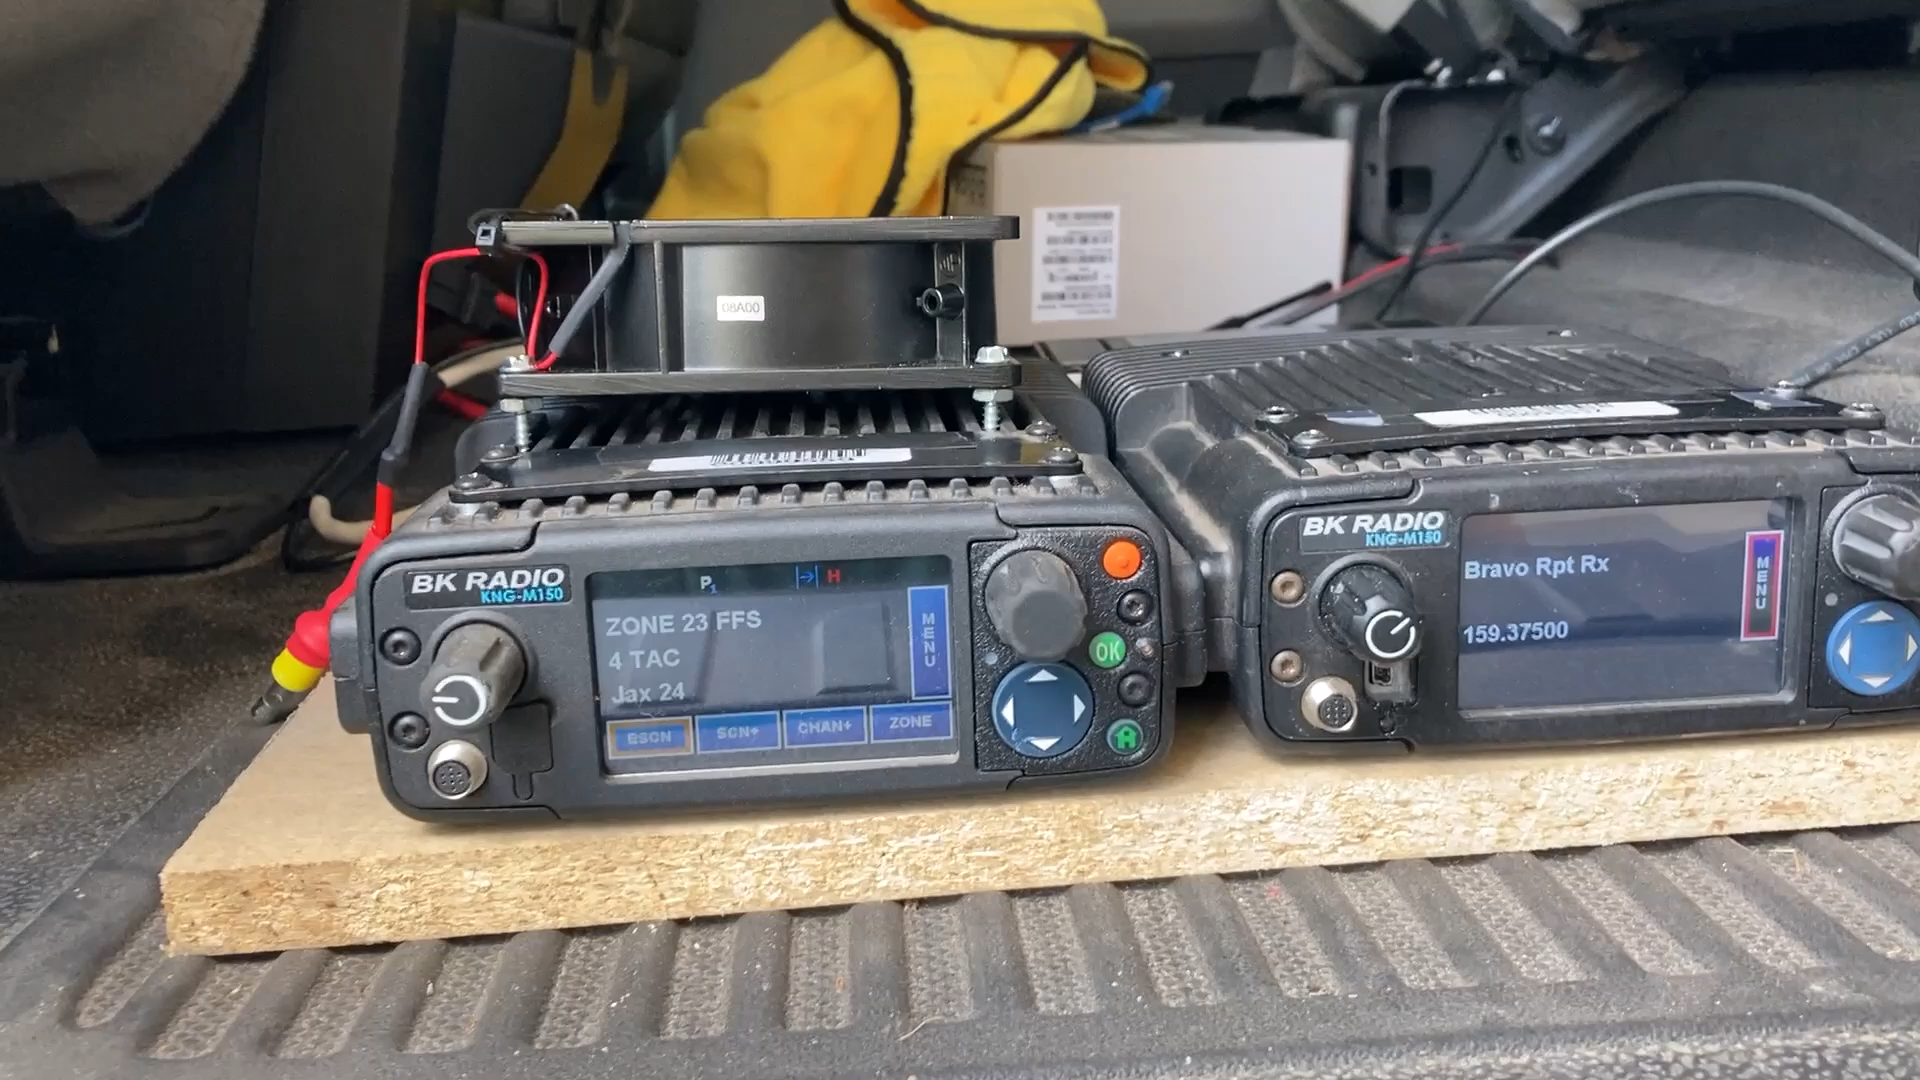 08A00
BK RADIO
KNG-M150
P1 H
ZONE 23 FFS
4 TAC
Jax 24
MENU
BSCN SCN+ CHAN+ ZONE
OK
BK RADIO
KNG-M150
Bravo Rpt Rx
159.37500
MENU